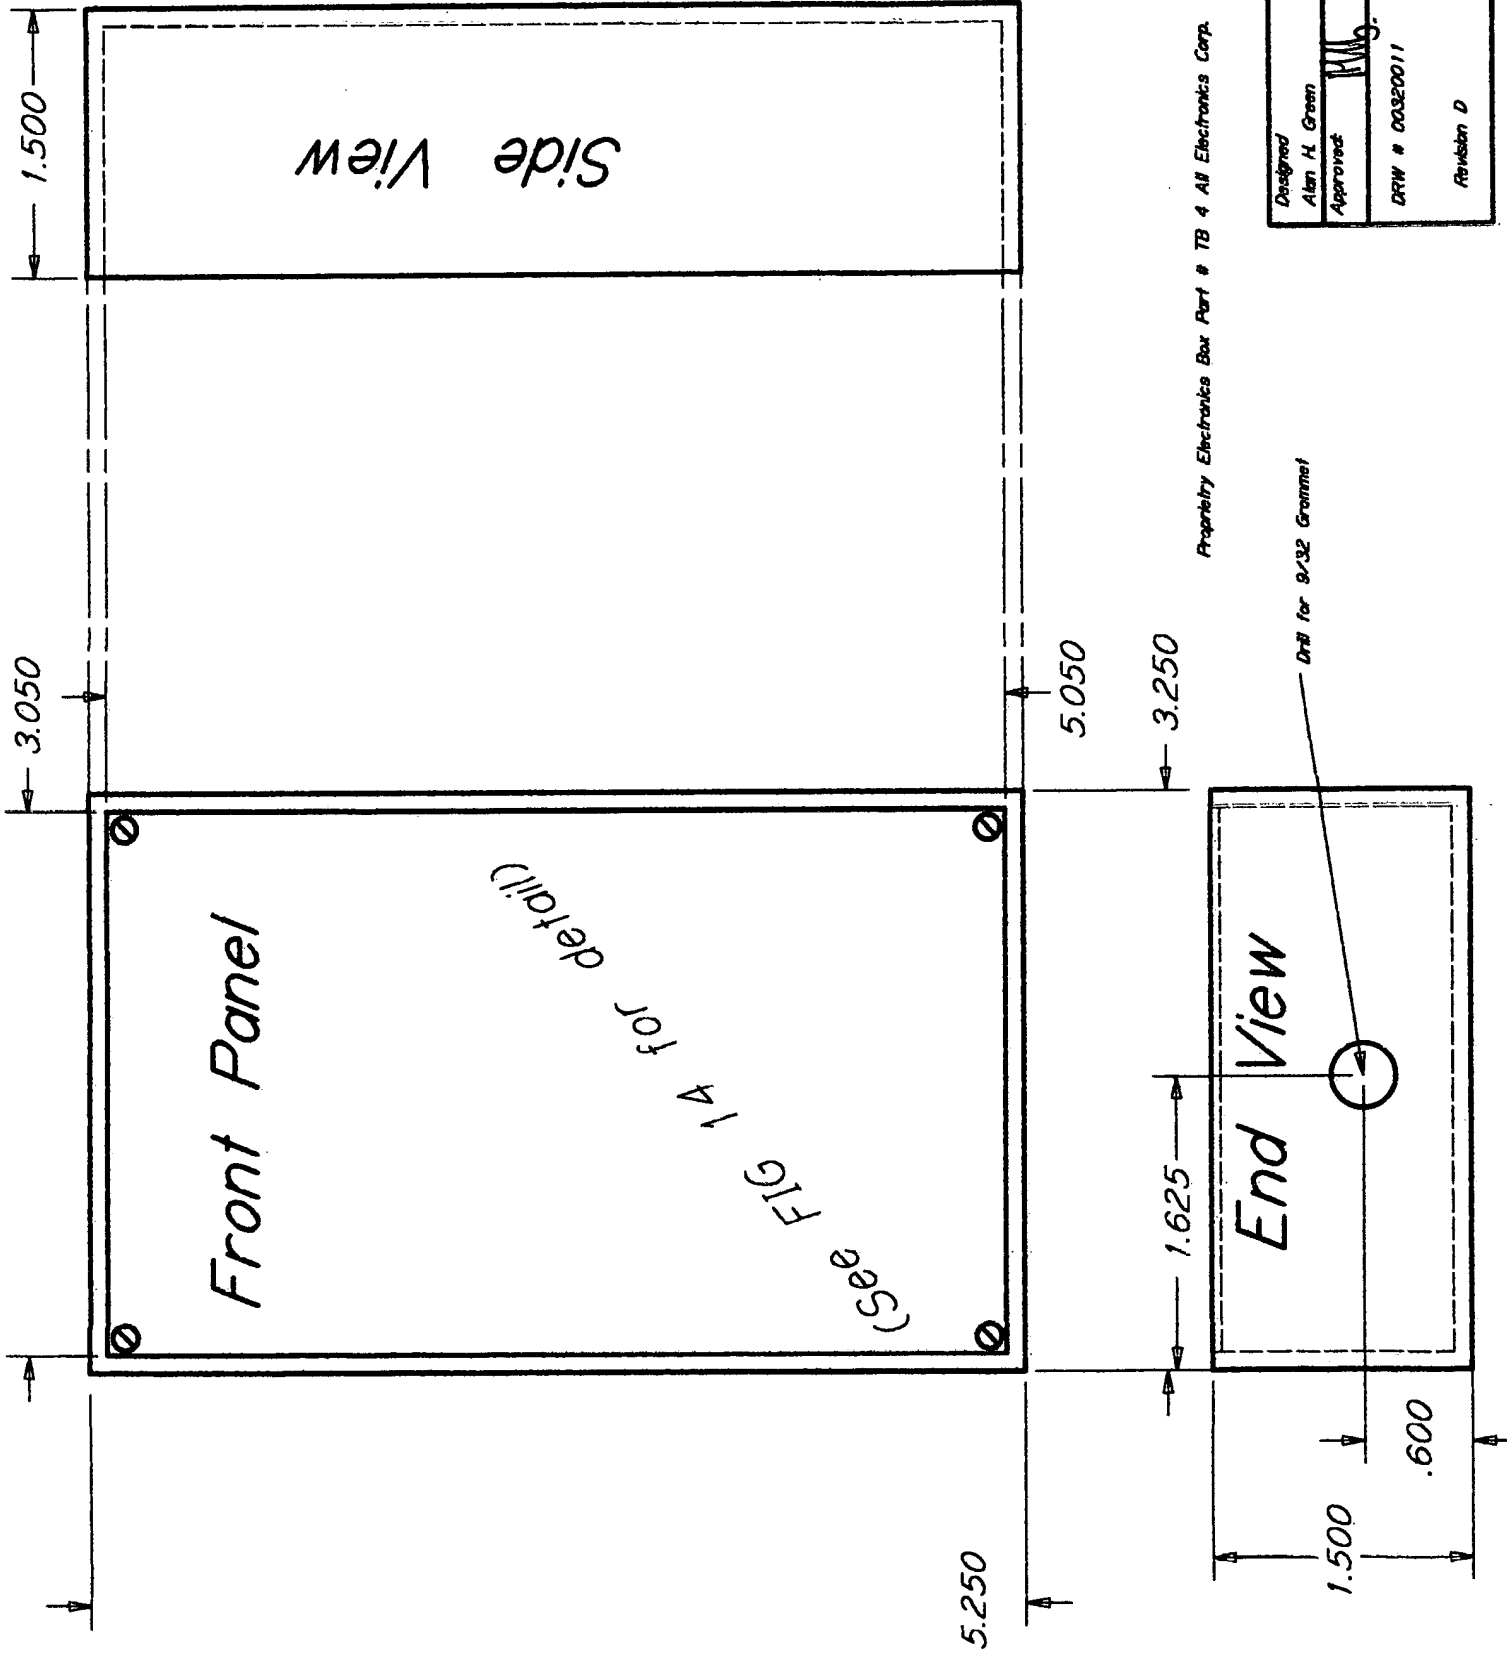 1.500
Side View
3.050
5.050
3.250
Front Panel
(See FIG 14 for detail)
5.250
1.625
End View
1.500
.600
Drill for 9/32 Grommet
Proprietry Electronics Box Part # TB 4 All Electronics Corp.
Designed
Alan H. Green
Approved:
DRW # 00320011
Revision D